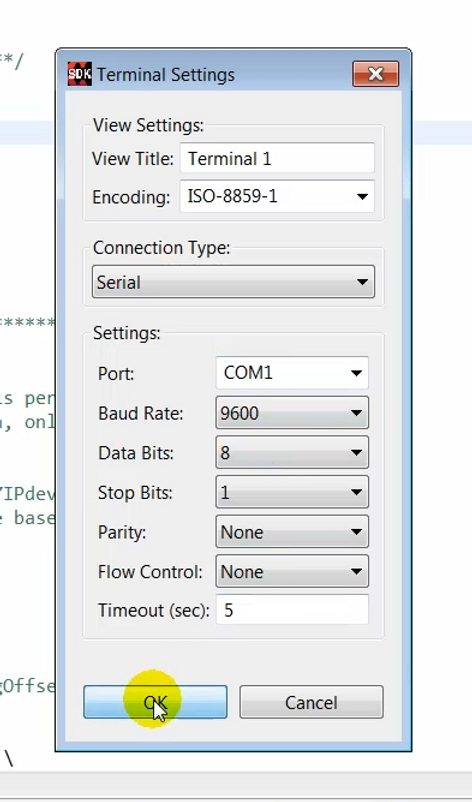 **/
SDK Terminal Settings
View Settings:
View Title: Terminal 1
Encoding: ISO-8859-1
Connection Type:
Serial
*******
Settings:
Port: COM1
is per
Baud Rate: 9600
n, onl
Data Bits: 8
Stop Bits: 1
/IPdev
e base
Parity: None
Flow Control: None
Timeout (sec): 5
gOffse
OK Cancel
\